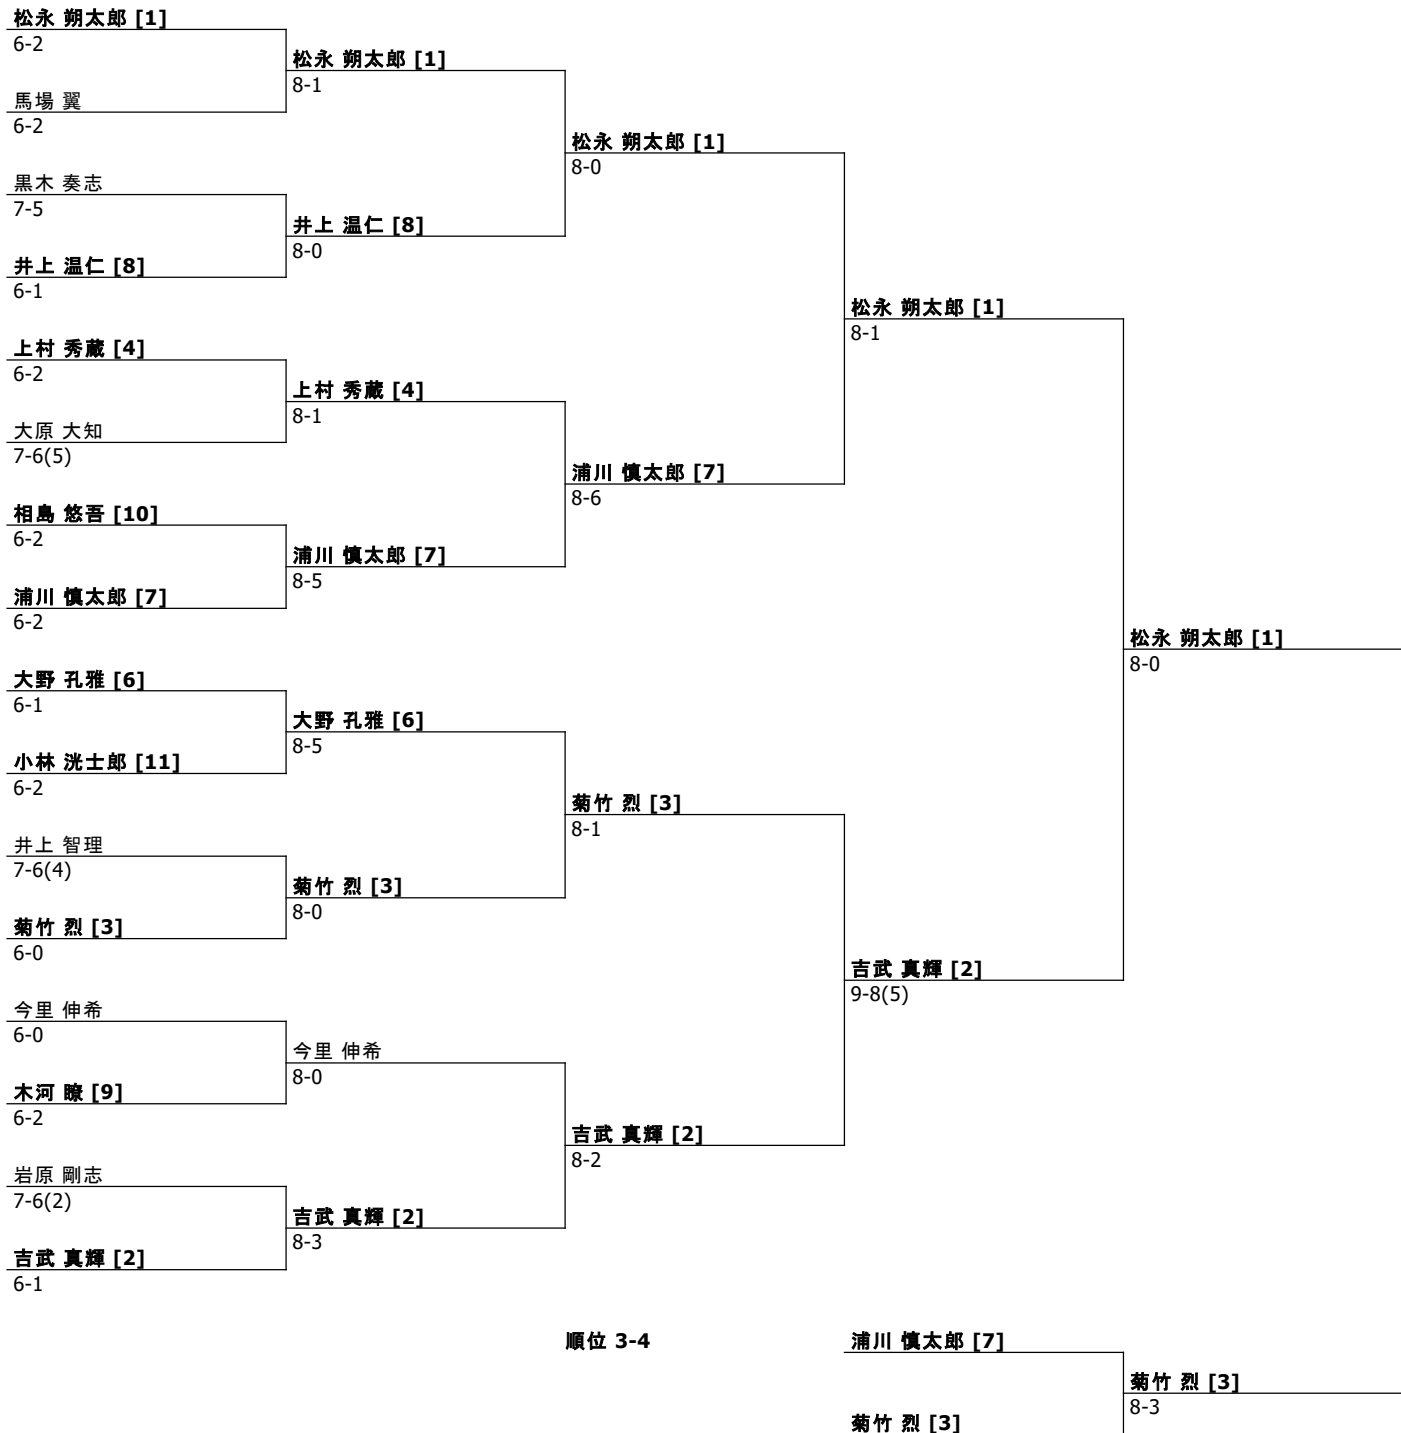 松永 朔太郎 [1]
6-2
松永 朔太郎 [1]
8-1
馬場 翼
6-2
松永 朔太郎 [1]
8-0
黒木 奏志
7-5
井上 温仁 [8]
8-0
井上 温仁 [8]
6-1
松永 朔太郎 [1]
8-1
上村 秀蔵 [4]
6-2
上村 秀蔵 [4]
8-1
大原 大知
7-6(5)
浦川 慎太郎 [7]
8-6
相島 悠吾 [10]
6-2
浦川 慎太郎 [7]
8-5
浦川 慎太郎 [7]
6-2
松永 朔太郎 [1]
8-0
大野 孔雅 [6]
6-1
大野 孔雅 [6]
8-5
小林 洸士郎 [11]
6-2
菊竹 烈 [3]
8-1
井上 智理
7-6(4)
菊竹 烈 [3]
8-0
菊竹 烈 [3]
6-0
吉武 真輝 [2]
9-8(5)
今里 伸希
6-0
今里 伸希
8-0
木河 瞭 [9]
6-2
吉武 真輝 [2]
8-2
岩原 剛志
7-6(2)
吉武 真輝 [2]
8-3
吉武 真輝 [2]
6-1
順位 3-4
浦川 慎太郎 [7]
菊竹 烈 [3]
8-3
菊竹 烈 [3]